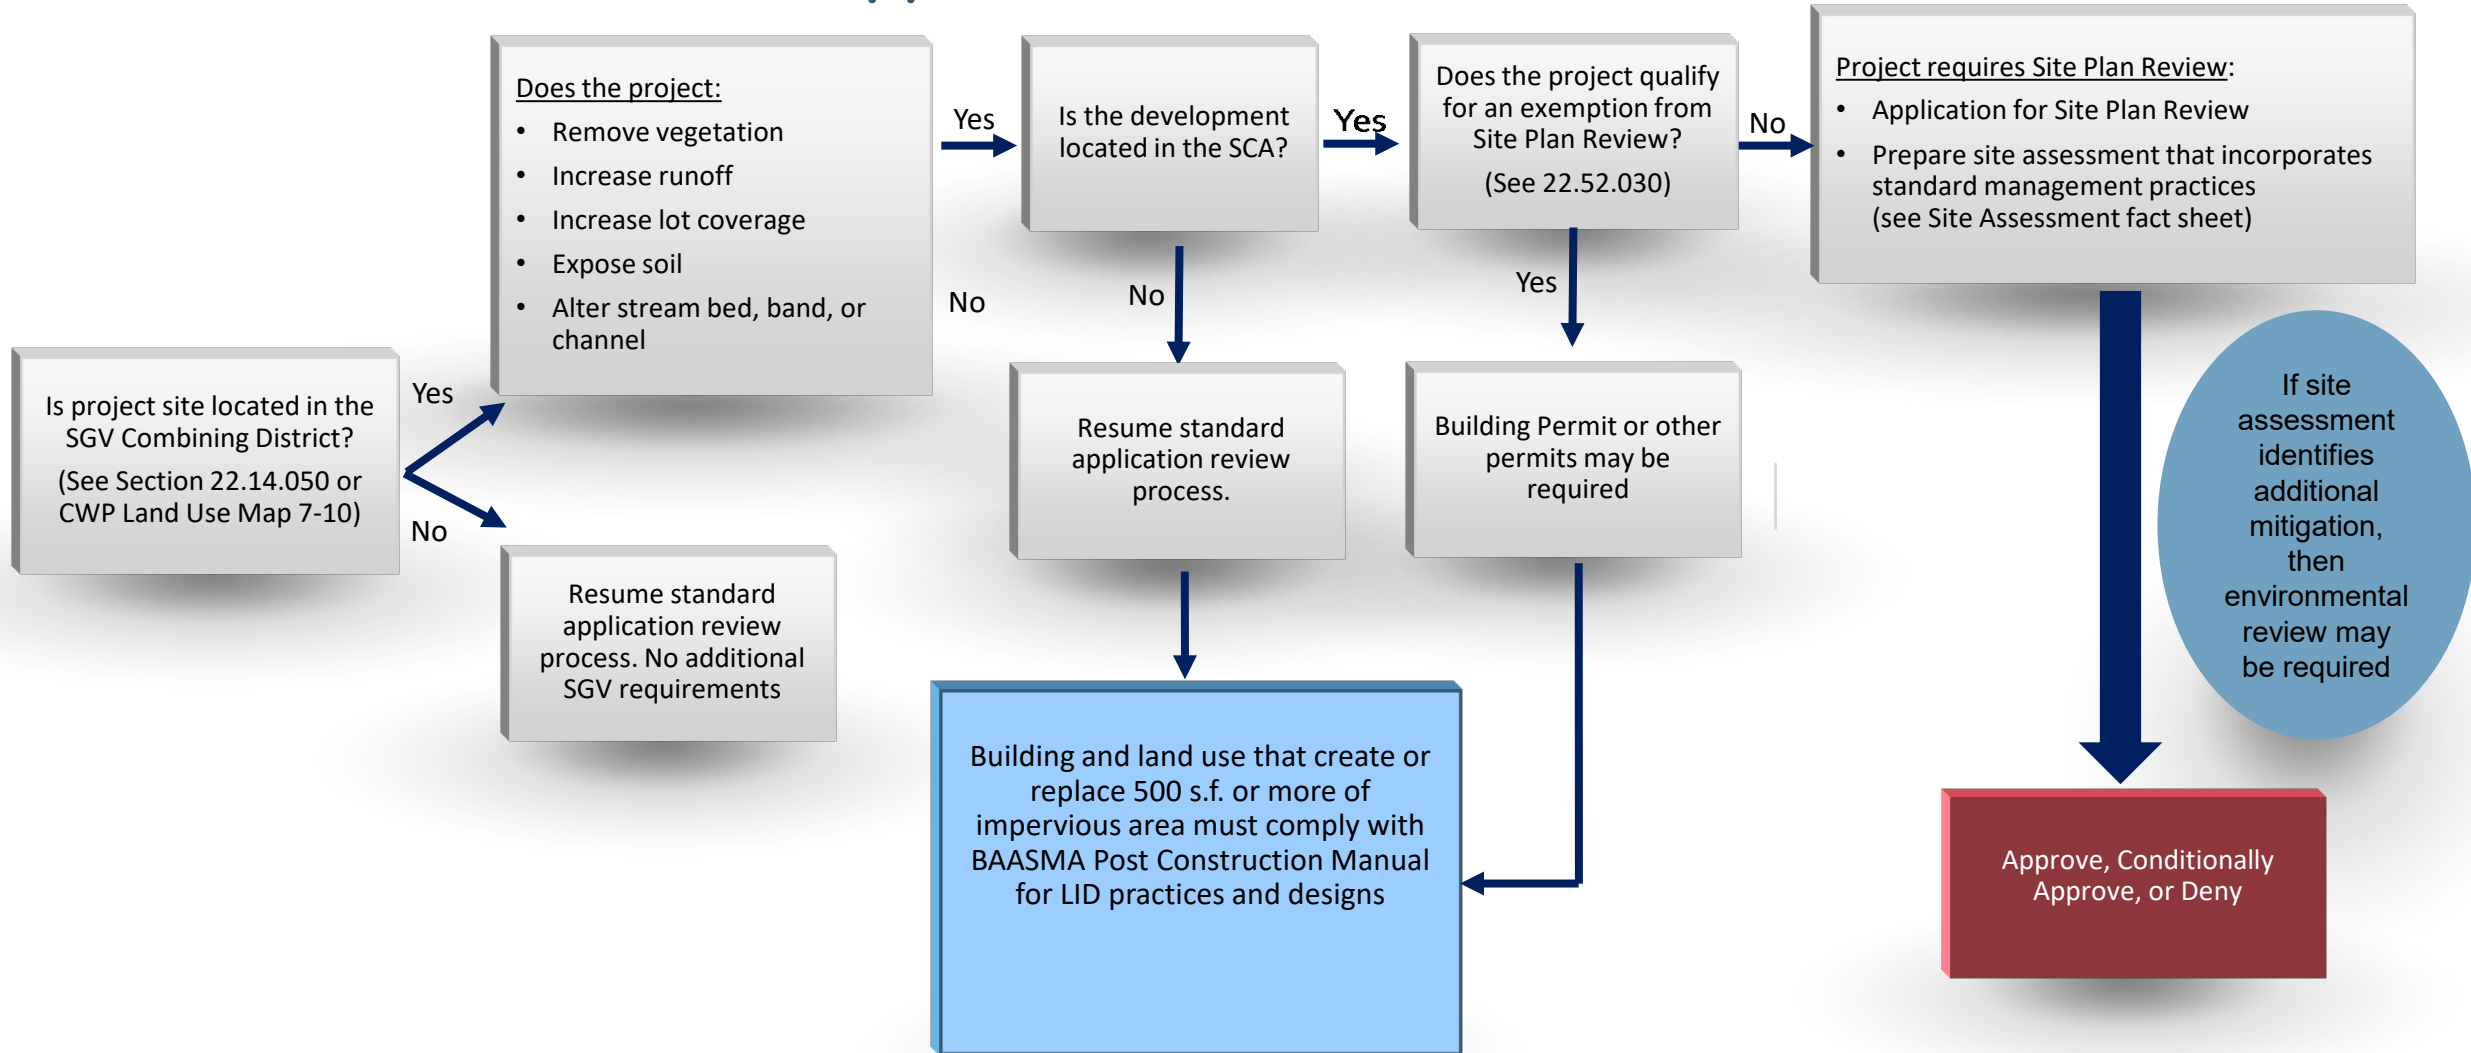 Is project site located in the
SGV Combining District?
(See Section 22.14.050 or
CWP Land Use Map 7-10)
Yes
No
Does the project:
• Remove vegetation
• Increase runoff
• Increase lot coverage
• Expose soil
• Alter stream bed, band, or
channel
Resume standard
application review
process. No additional
SGV requirements
Yes
No
Is the development
located in the SCA?
Yes
No
Resume standard
application review
process.
Does the project qualify
for an exemption from
Site Plan Review?
(See 22.52.030)
No
Yes
Building Permit or other
permits may be
required
Building and land use that create or
replace 500 s.f. or more of
impervious area must comply with
BAASMA Post Construction Manual
for LID practices and designs
Project requires Site Plan Review:
• Application for Site Plan Review
• Prepare site assessment that incorporates
standard management practices
(see Site Assessment fact sheet)
If site
assessment
identifies
additional
mitigation,
then
environmental
review may
be required
Approve, Conditionally
Approve, or Deny